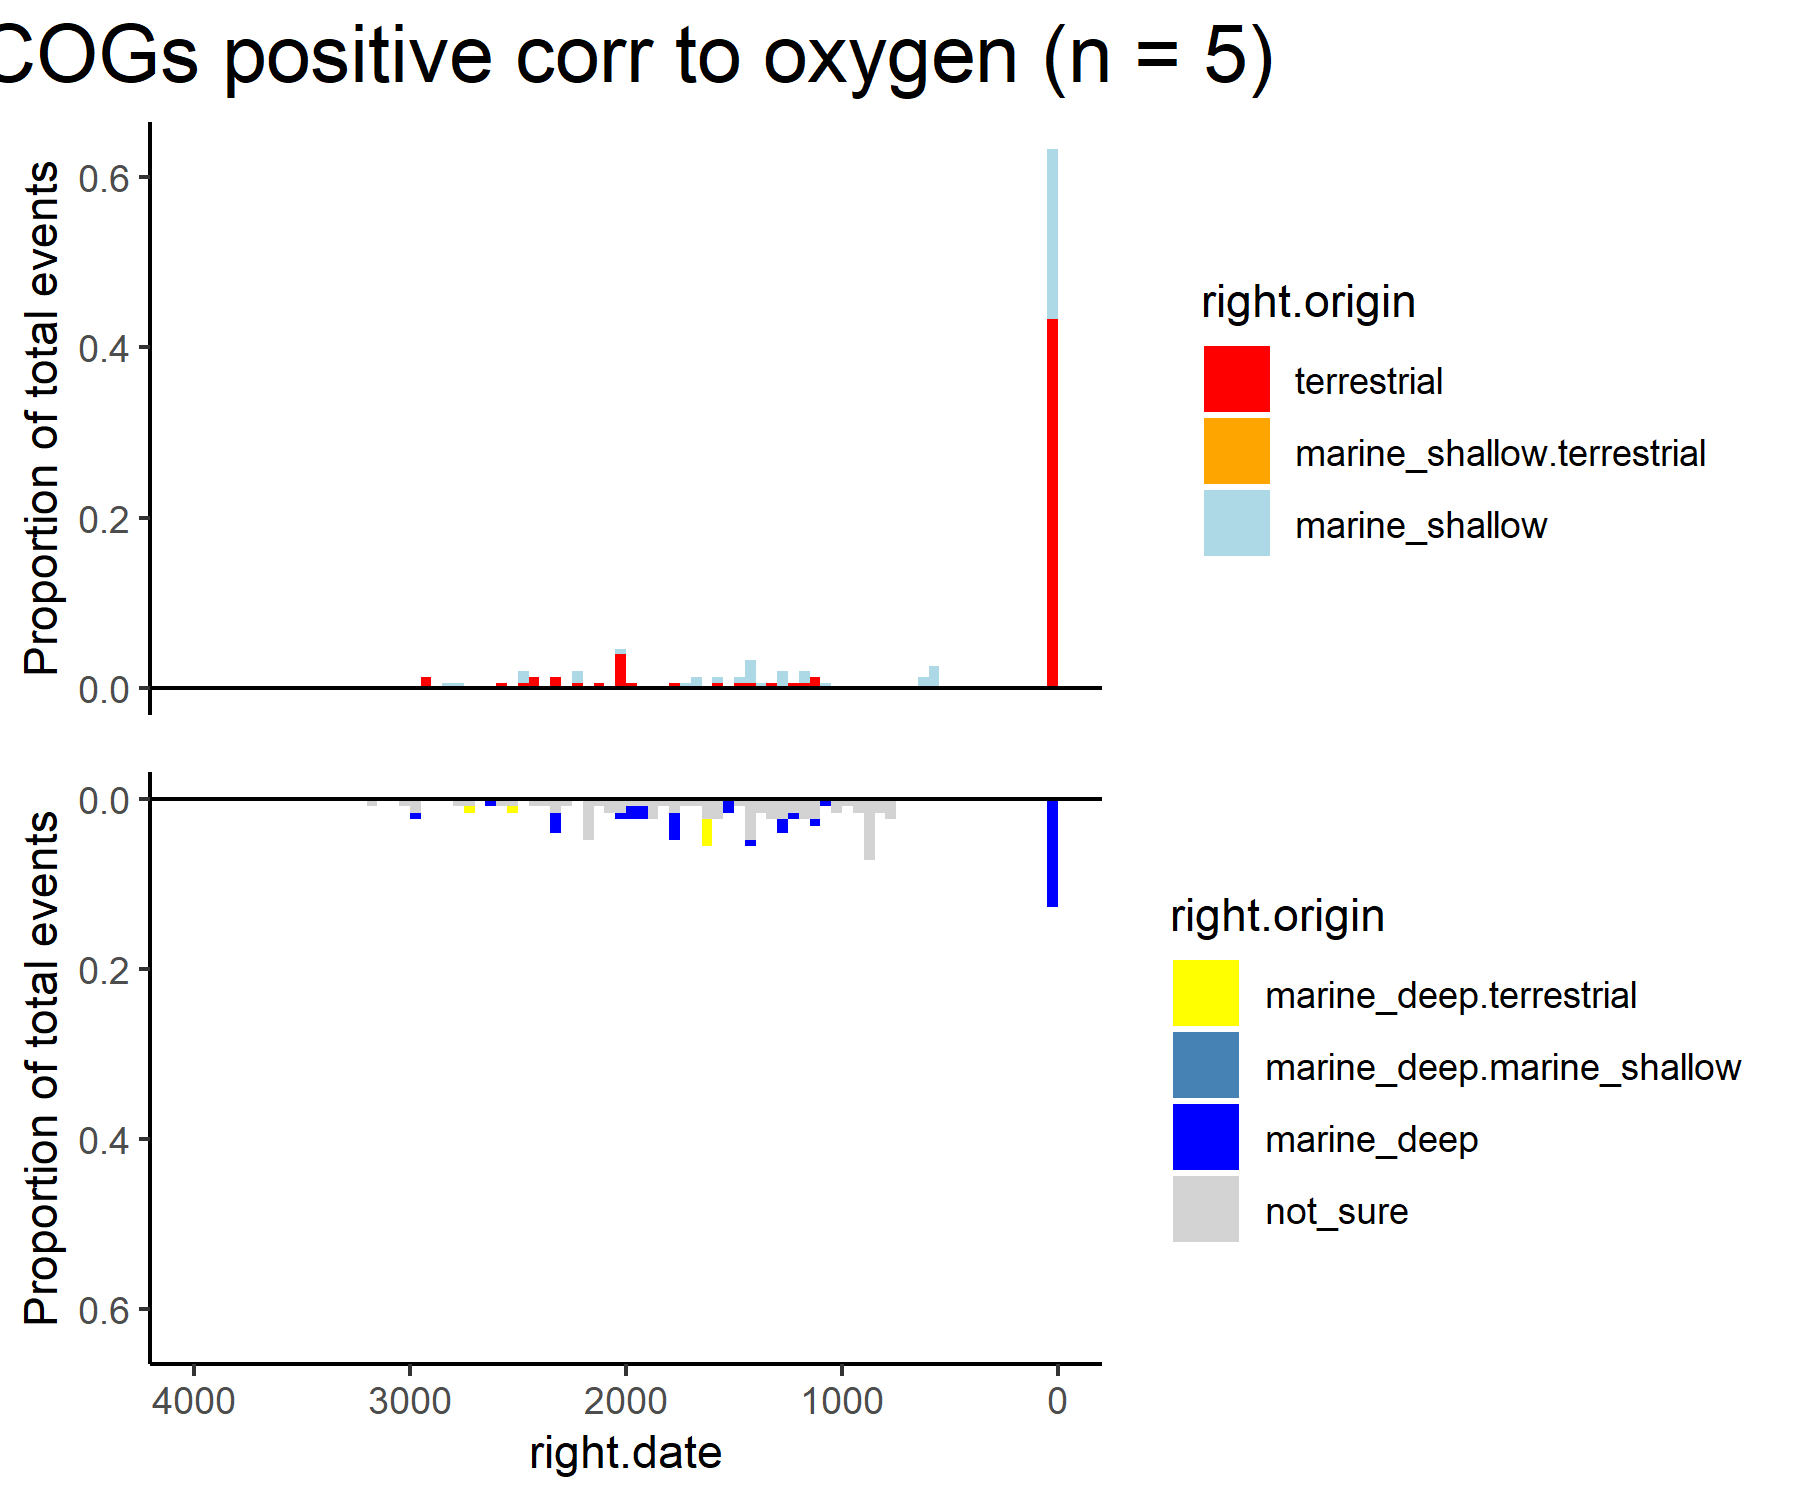 COGs positive corr to oxygen (n = 5)
Proportion of total events
0.6
0.4
0.2
0.0
right.origin
terrestrial
marine_shallow.terrestrial
marine_shallow
Proportion of total events
0.0
0.2
0.4
0.6
right.origin
marine_deep.terrestrial
marine_deep.marine_shallow
marine_deep
not_sure
4000 3000 2000 1000 0
right.date